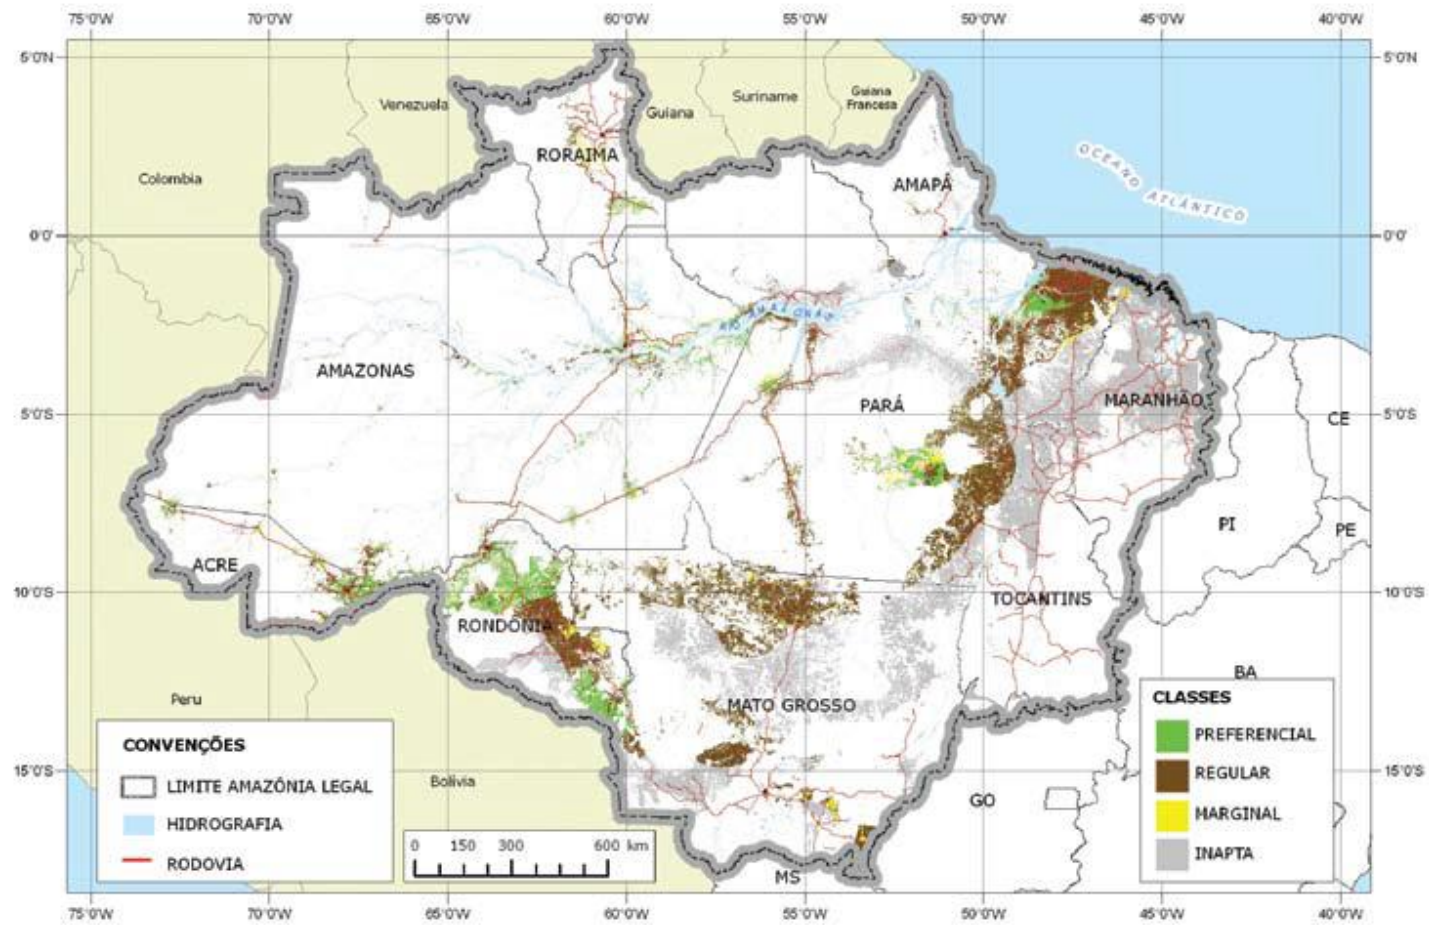 75°0'W 70°0'W 65°0'W 60°0'W 55°0'W 50°0'W 45°0'W 40°0'W
5°0'N 5°0'N
Venezuela
Guiana
Suriname
Guiana
Francesa
Colombia
RORAIMA
AMAPÁ
OCEANO ATLÂNTICO
0°0' 0°0'
RIO AMAZONAS
AMAZONAS
PARÁ
MARANHÃO
CE
5°0'S 5°0'S
PI
PE
ACRE
10°0'S 10°0'S
RONDÔNIA
TOCANTINS
BA
Peru
MATO GROSSO
Bolívia
15°0'S 15°0'S
GO
MS
CONVENÇÕES
LIMITE AMAZÔNIA LEGAL
HIDROGRAFIA
RODOVIA
0 150 300 600 km
CLASSES
PREFERENCIAL
REGULAR
MARGINAL
INAPTA
75°0'W 70°0'W 65°0'W 60°0'W 55°0'W 50°0'W 45°0'W 40°0'W